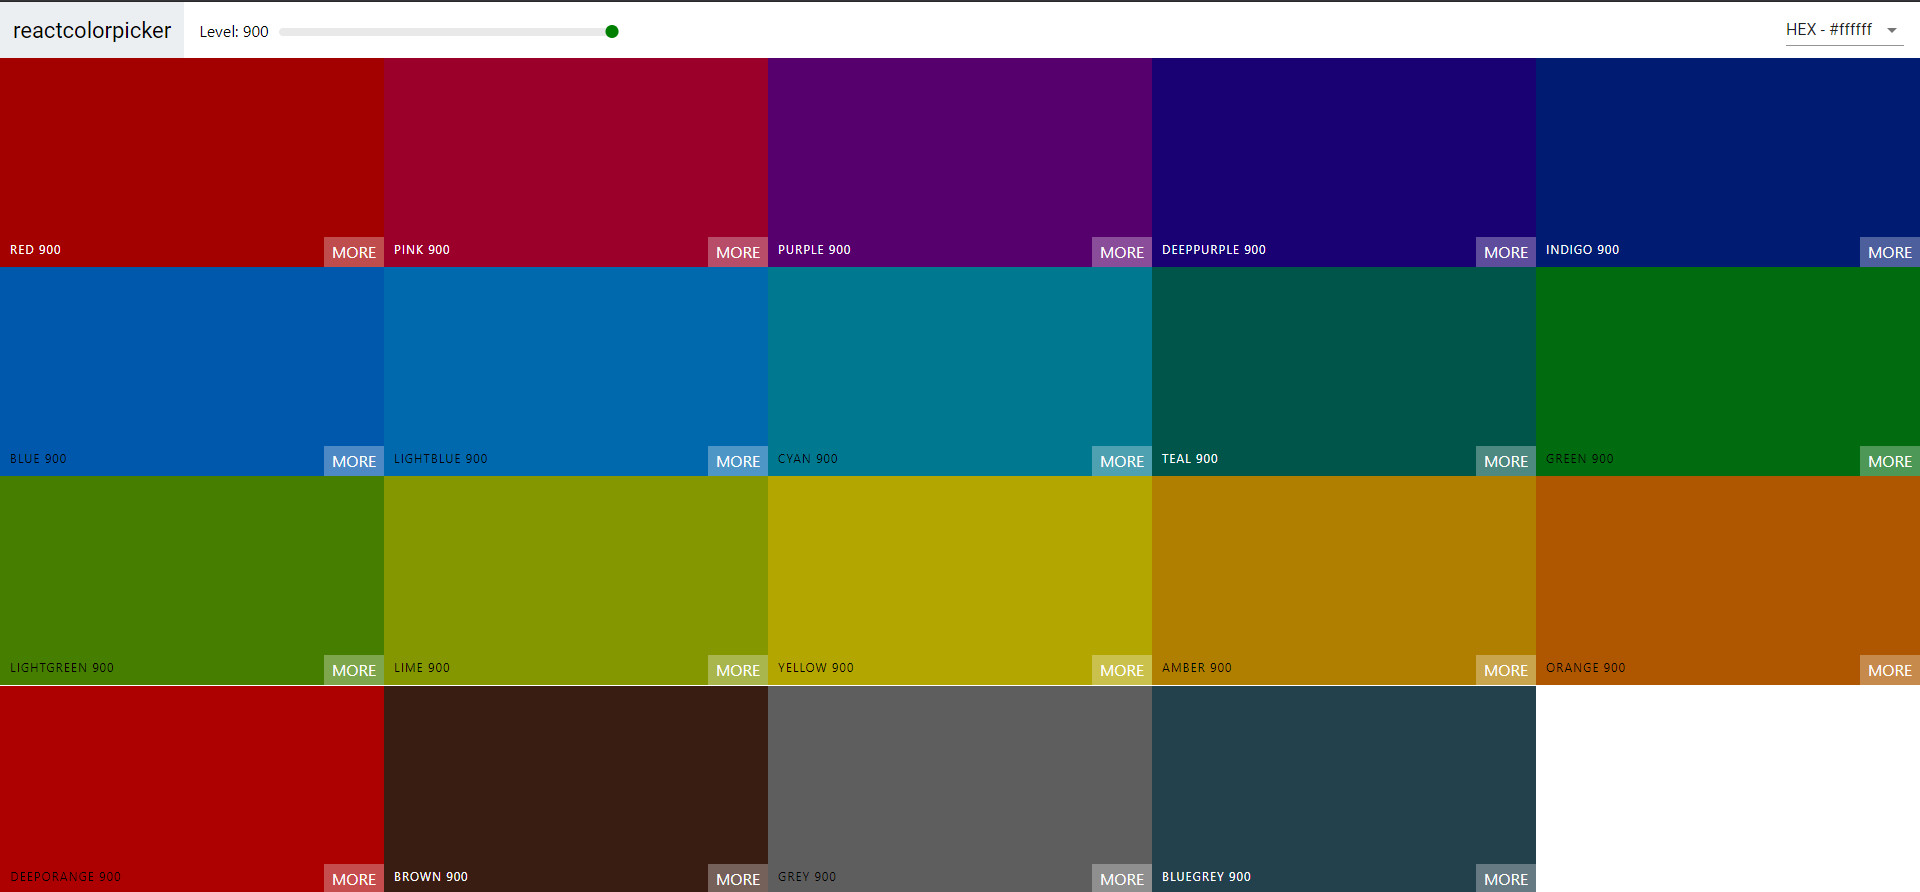 reactcolorpicker Level: 900 HEX - #ffffff
RED 900 MORE PINK 900 MORE PURPLE 900 MORE DEEPPURPLE 900 MORE INDIGO 900 MORE
BLUE 900 MORE LIGHTBLUE 900 MORE CYAN 900 MORE TEAL 900 MORE GREEN 900 MORE
LIGHTGREEN 900 MORE LIME 900 MORE YELLOW 900 MORE AMBER 900 MORE ORANGE 900 MORE
DEEPORANGE 900 MORE BROWN 900 MORE GREY 900 MORE BLUEGREY 900 MORE